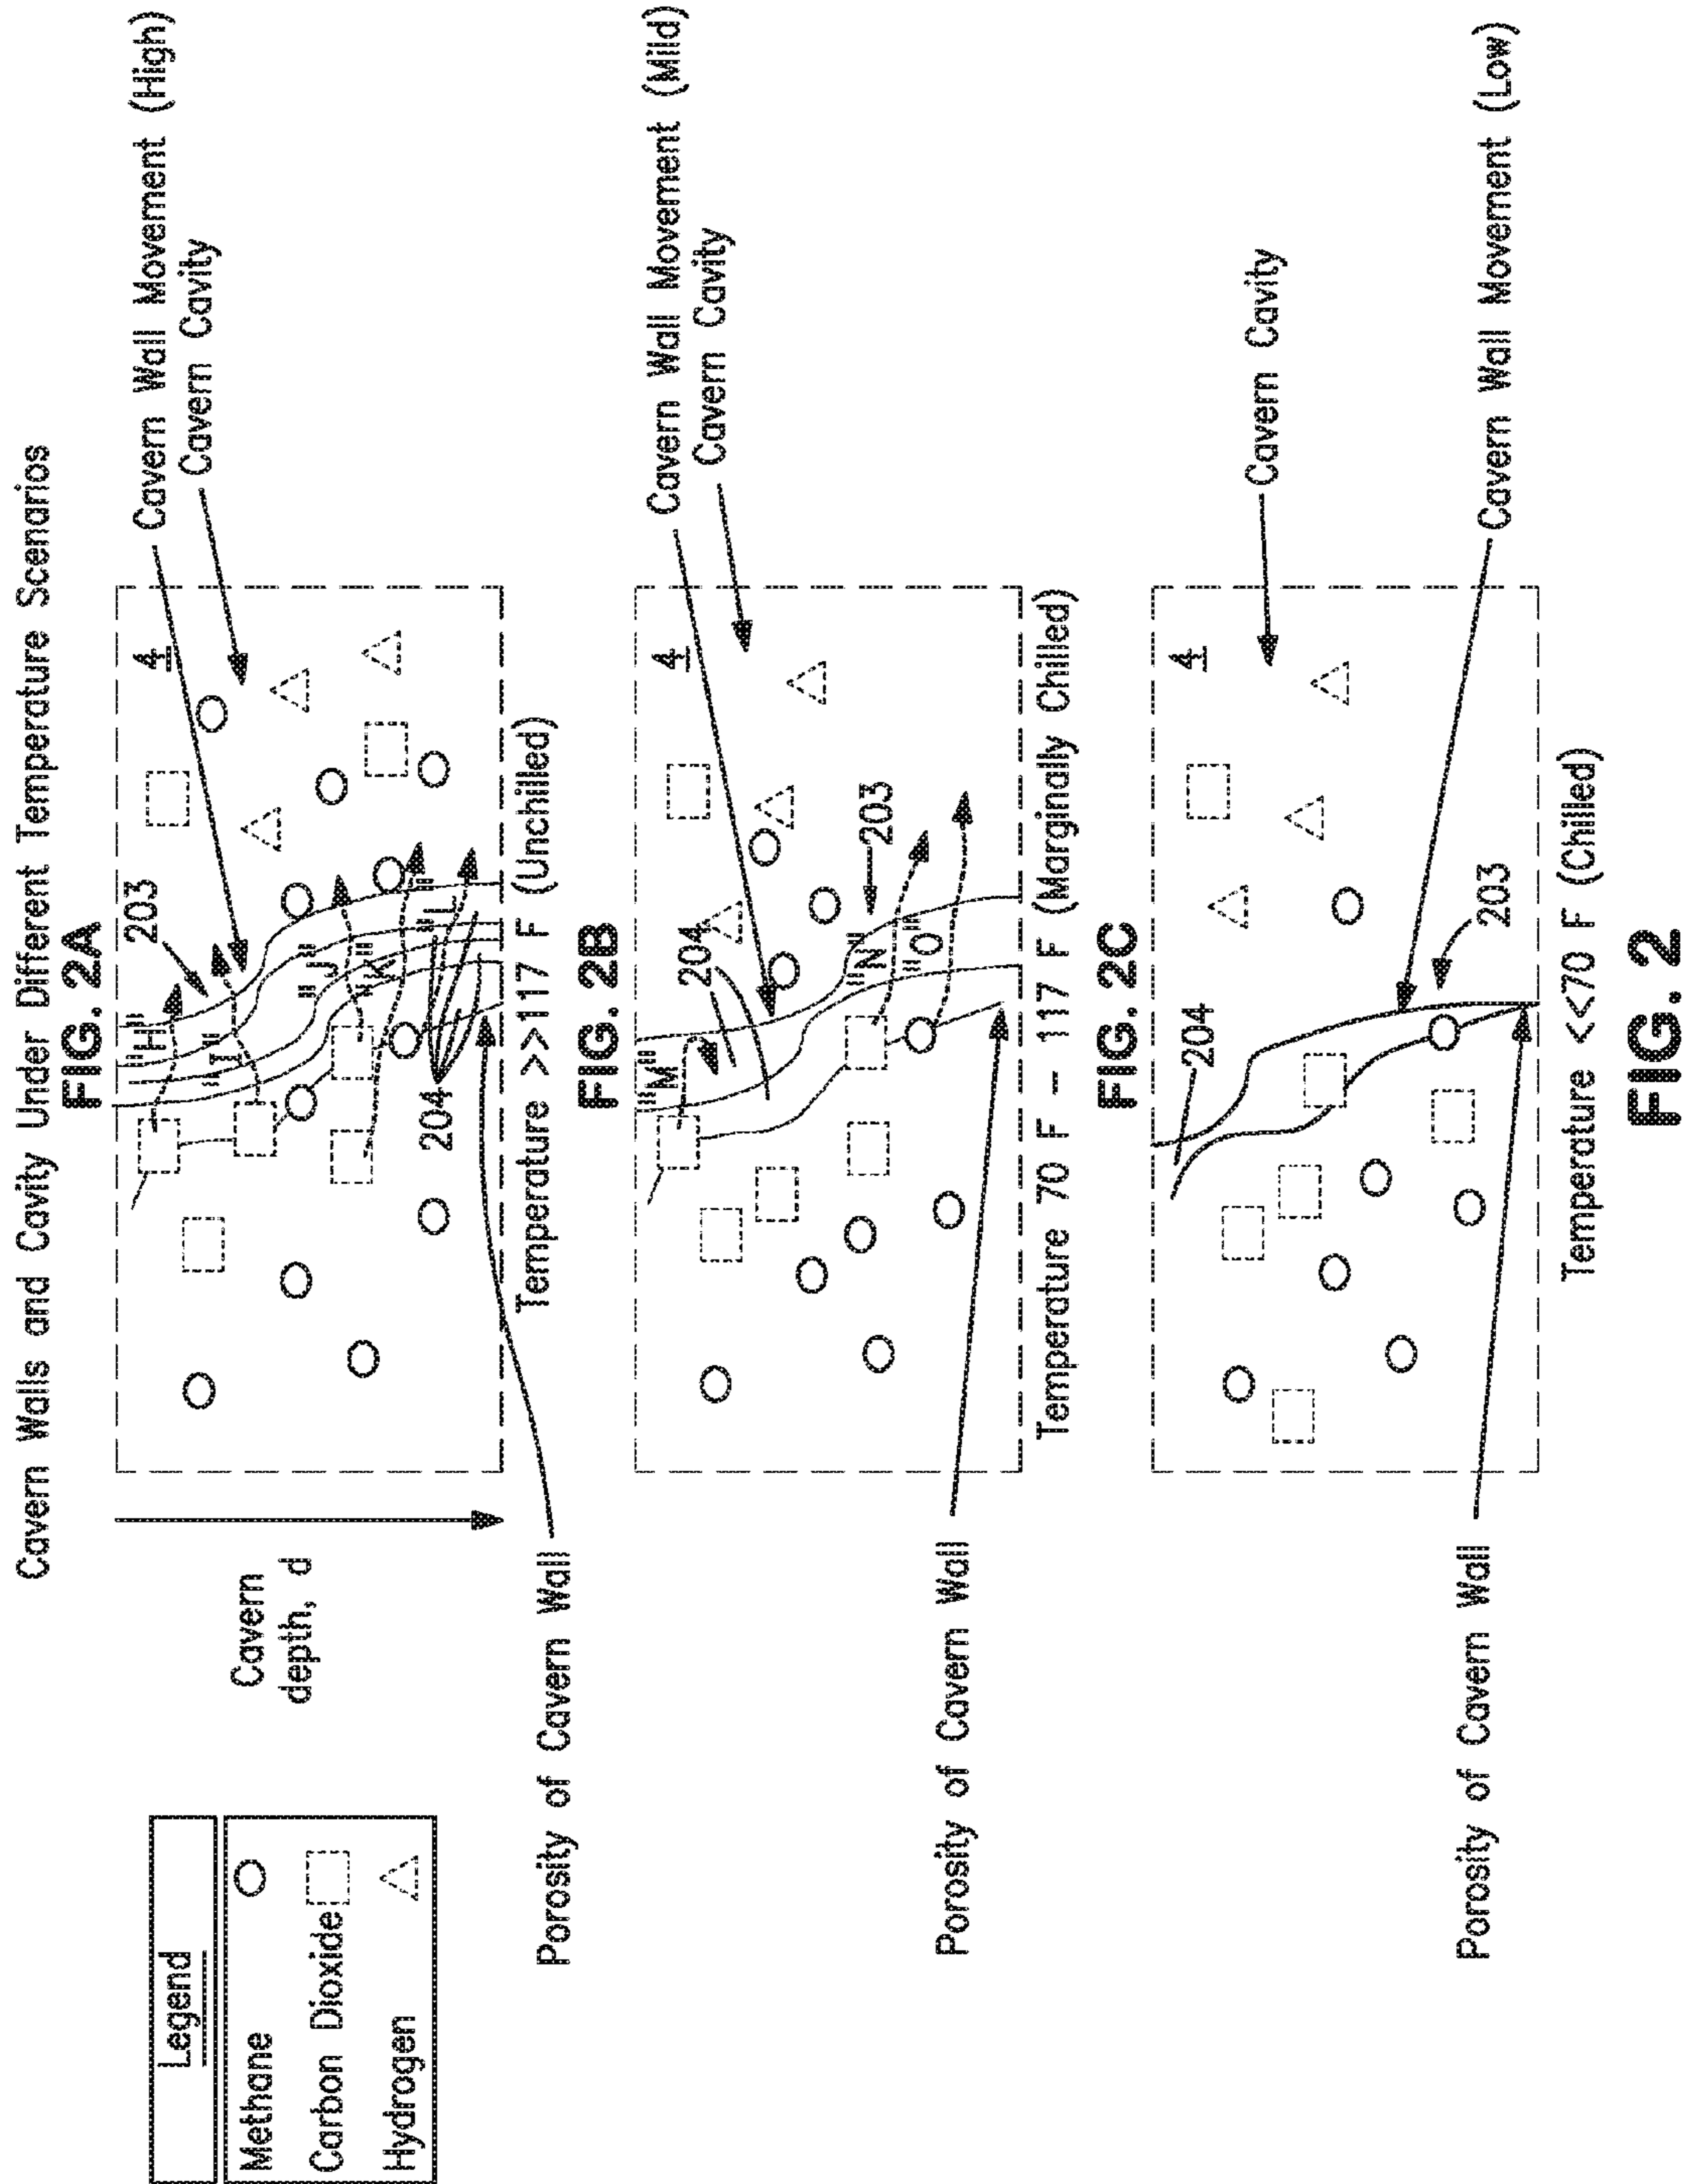 Cavern Walls and Cavity Under Different Temperature Scenarios
Legend
Methane
Carbon Dioxide
Hydrogen
Cavern
depth, d
FIG. 2A
203
4
Cavern Wall Movement (High)
Cavern Cavity
"H"
"I"
"J"
"K"
"L"
204
Porosity of Cavern Wall
Temperature >>117 F (Unchilled)
FIG. 2B
204
4
Cavern Wall Movement (Mild)
Cavern Cavity
"M"
203
"N"
"O"
Porosity of Cavern Wall
Temperature 70 F - 117 F (Marginally Chilled)
FIG. 2C
204
4
Cavern Cavity
203
Cavern Wall Movement (Low)
Porosity of Cavern Wall
Temperature <<70 F (Chilled)
FIG. 2